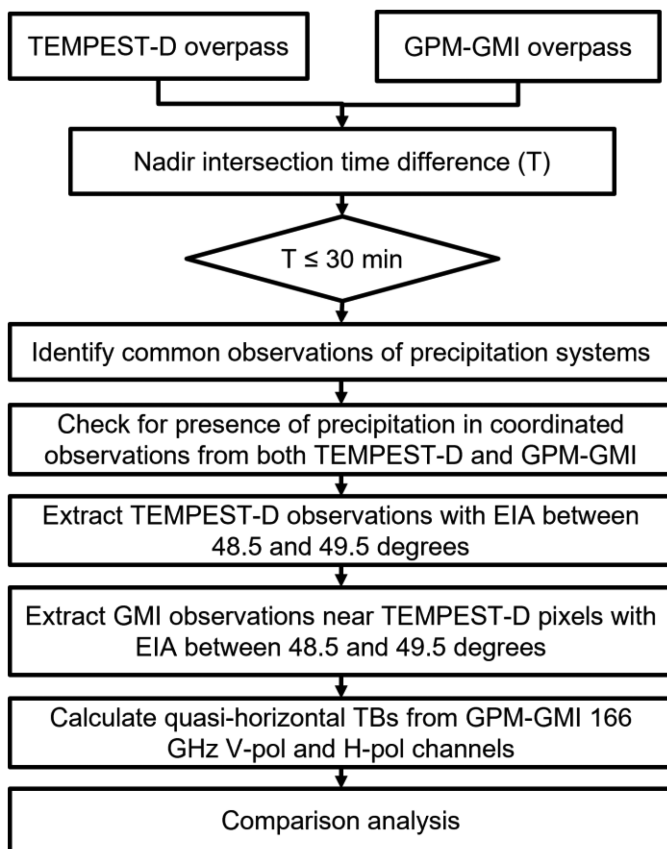 TEMPEST-D overpass
GPM-GMI overpass
Nadir intersection time difference (T)
T ≤ 30 min
Identify common observations of precipitation systems
Check for presence of precipitation in coordinated
observations from both TEMPEST-D and GPM-GMI
Extract TEMPEST-D observations with EIA between
48.5 and 49.5 degrees
Extract GMI observations near TEMPEST-D pixels with
EIA between 48.5 and 49.5 degrees
Calculate quasi-horizontal TBs from GPM-GMI 166
GHz V-pol and H-pol channels
Comparison analysis